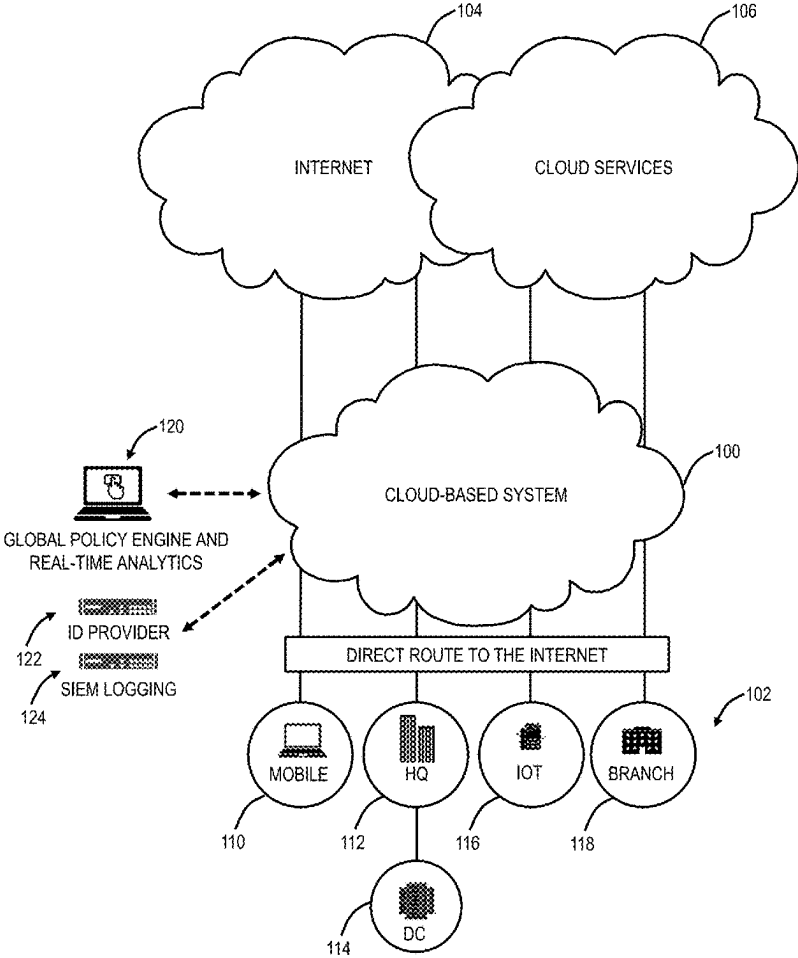 104
106
INTERNET
CLOUD SERVICES
120
100
CLOUD-BASED SYSTEM
GLOBAL POLICY ENGINE AND
REAL-TIME ANALYTICS
ID PROVIDER
122
DIRECT ROUTE TO THE INTERNET
SIEM LOGGING
124
102
MOBILE
HQ
IOT
BRANCH
110
112
116
118
DC
114